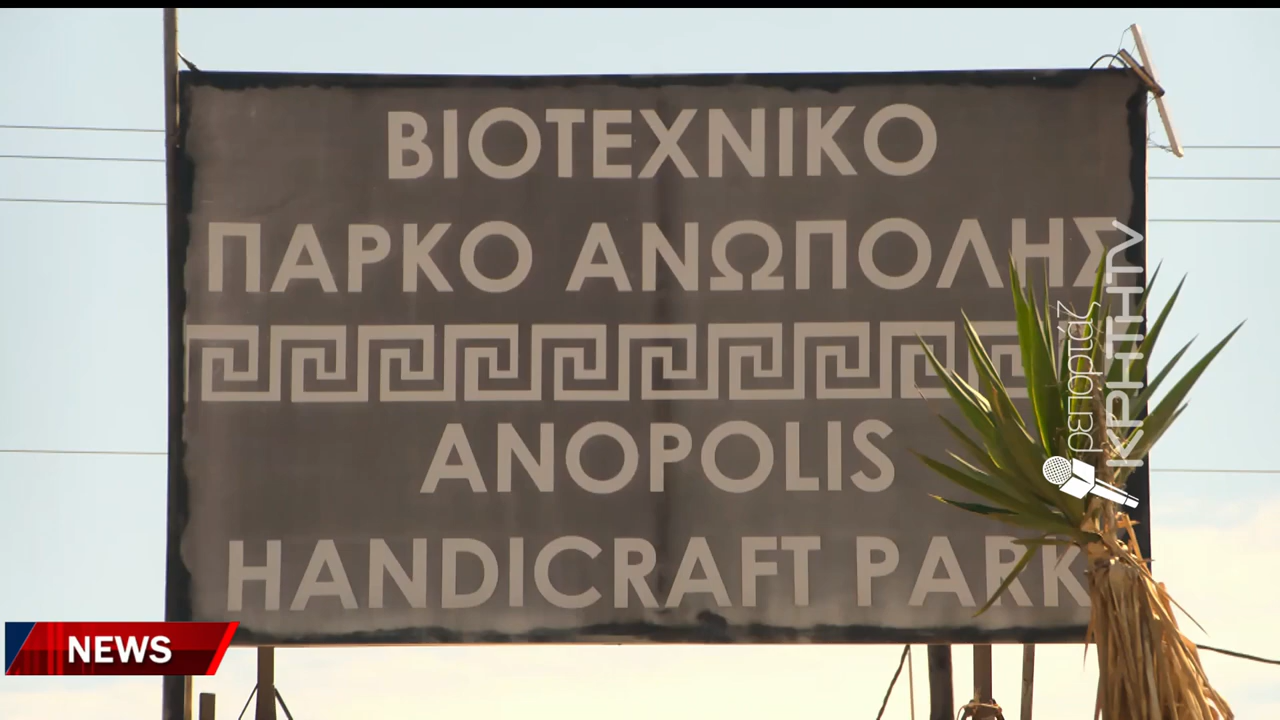 ΒΙΟΤΕΧΝΙΚΟ
ΠΑΡΚΟ ΑΝΩΠΟΛΗΣ
ANOPOLIS
HANDICRAFT PARK
ρεπορτάζ
ΚΡΗΤΗ TV
NEWS